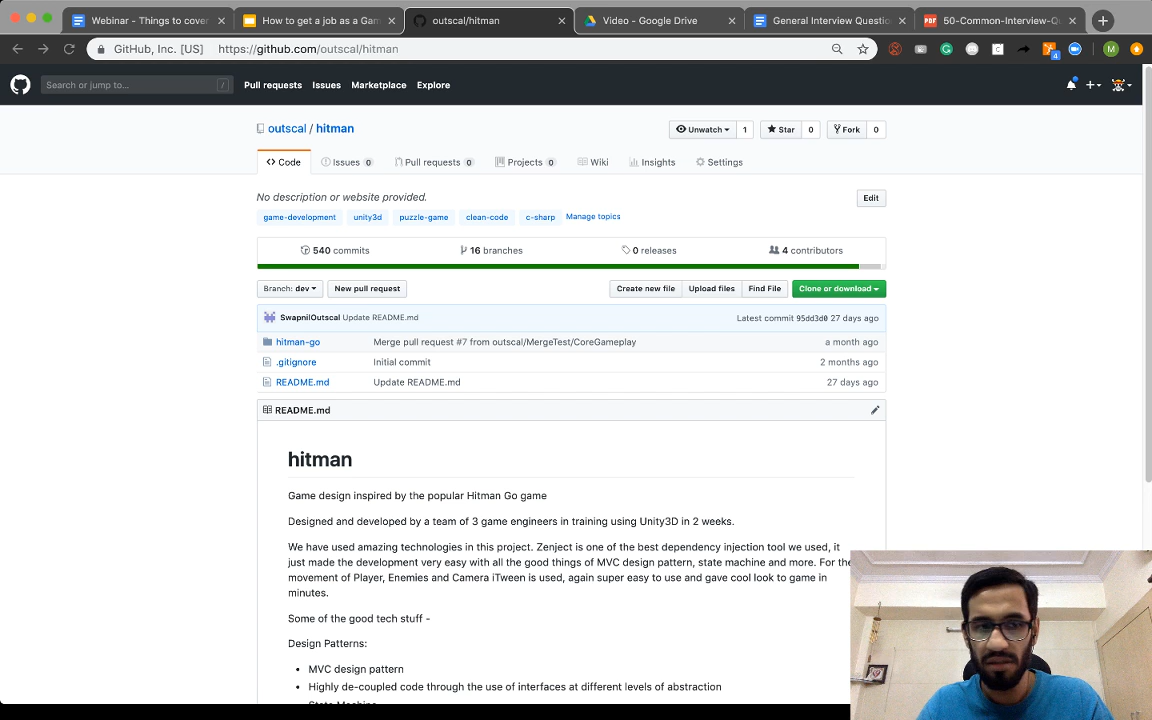 Webinar - Things to cover
How to get a job as a Gam
outscal/hitman
Video - Google Drive
General Interview Questio
50-Common-Interview-Q
GitHub, Inc. [US] https://github.com/outscal/hitman
Search or jump to... /
Pull requests Issues Marketplace Explore
outscal / hitman
Unwatch 1 Star 0 Fork 0
Code Issues 0 Pull requests 0 Projects 0 Wiki Insights Settings
No description or website provided.
Edit
game-development unity3d puzzle-game clean-code c-sharp Manage topics
540 commits 16 branches 0 releases 4 contributors
Branch: dev New pull request Create new file Upload files Find File Clone or download
SwapnilOutscal Update README.md Latest commit 95dd3d0 27 days ago
hitman-go Merge pull request #7 from outscal/MergeTest/CoreGameplay a month ago
.gitignore Initial commit 2 months ago
README.md Update README.md 27 days ago
README.md
hitman
Game design inspired by the popular Hitman Go game
Designed and developed by a team of 3 game engineers in training using Unity3D in 2 weeks.
We have used amazing technologies in this project. Zenject is one of the best dependency injection tool we used, it
just made the development very easy with all the good things of MVC design pattern, state machine and more. For the
movement of Player, Enemies and Camera iTween is used, again super easy to use and gave cool look to game in
minutes.
Some of the good tech stuff -
Design Patterns:
MVC design pattern
Highly de-coupled code through the use of interfaces at different levels of abstraction
State Machine